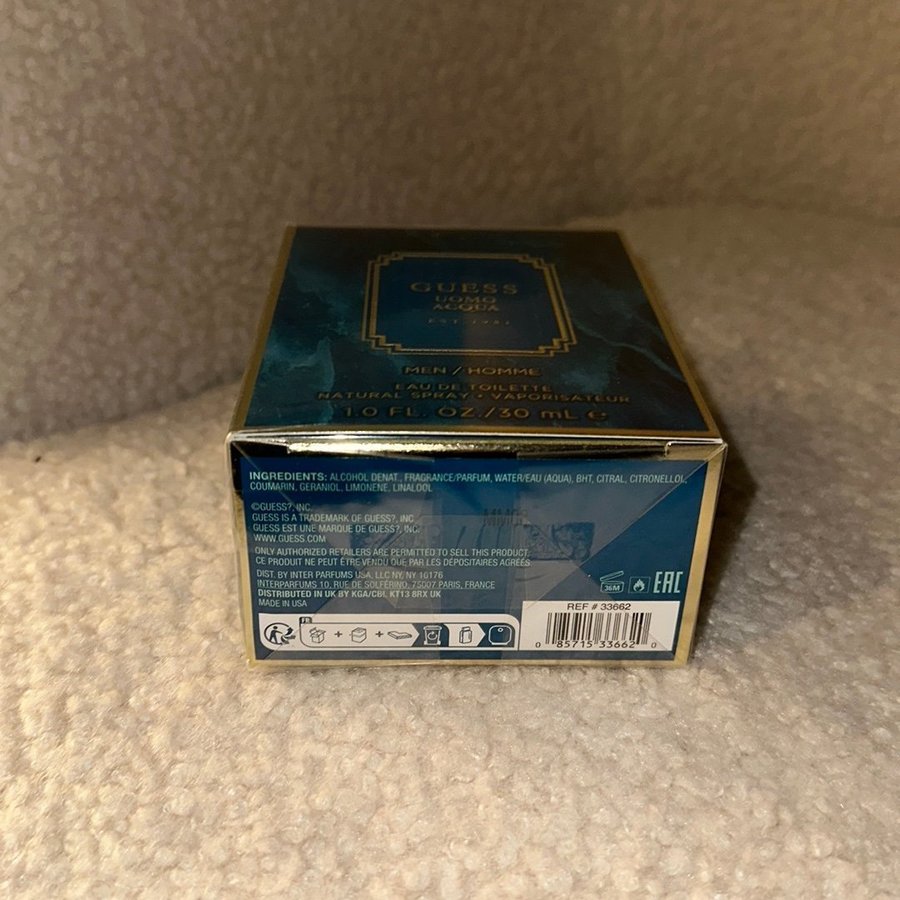 GUESS
UOMO
ACQUA
EST. 1981
MEN / HOMME
EAU DE TOILETTE
NATURAL SPRAY • VAPORISATEUR
1.0 FL. OZ./30 mL e
INGREDIENTS: ALCOHOL DENAT., FRAGRANCE/PARFUM, WATER/EAU (AQUA), BHT, CITRAL, CITRONELLOL,
COUMARIN, GERANIOL, LIMONENE, LINALOOL
©GUESS?, INC.
GUESS IS A TRADEMARK OF GUESS?, INC.
GUESS EST UNE MARQUE DE GUESS?, INC.
WWW.GUESS.COM
ONLY AUTHORIZED RETAILERS ARE PERMITTED TO SELL THIS PRODUCT.
CE PRODUIT NE PEUT ÊTRE VENDU QUE PAR LES DÉPOSITAIRES AGRÉÉS.
DIST. BY INTER PARFUMS USA, LLC NY, NY 10176
INTERPARFUMS 10, RUE DE SOLFÉRINO, 75007 PARIS, FRANCE
DISTRIBUTED IN UK BY KGA/CBI, KT13 8RX UK
MADE IN USA
36M
EAC
FR
REF # 33662
0 85715 33662 0